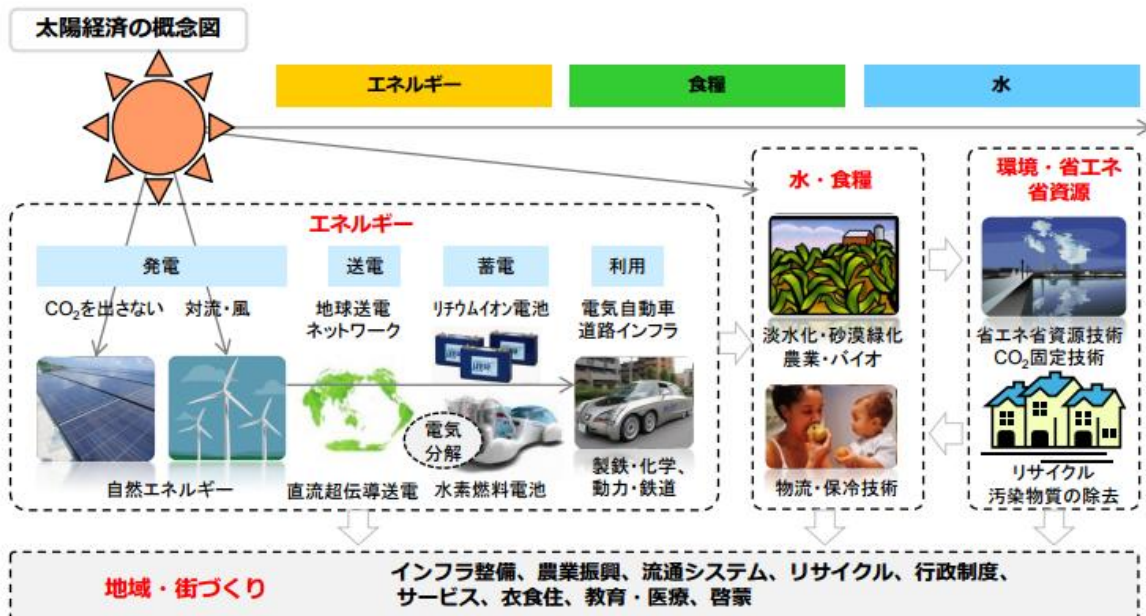 太陽経済の概念図
エネルギー
食糧
水
エネルギー
発電
送電
蓄電
利用
CO₂を出さない
対流・風
地球送電
ネットワーク
リチウムイオン電池
電気自動車
道路インフラ
電気
分解
自然エネルギー
直流超伝導送電
水素燃料電池
製鉄・化学、
動力・鉄道
水・食糧
淡水化・砂漠緑化
農業・バイオ
物流・保冷技術
環境・省エネ
省資源
省エネ省資源技術
CO₂固定技術
リサイクル
汚染物質の除去
地域・街づくり
インフラ整備、農業振興、流通システム、リサイクル、行政制度、
サービス、衣食住、教育・医療、啓蒙